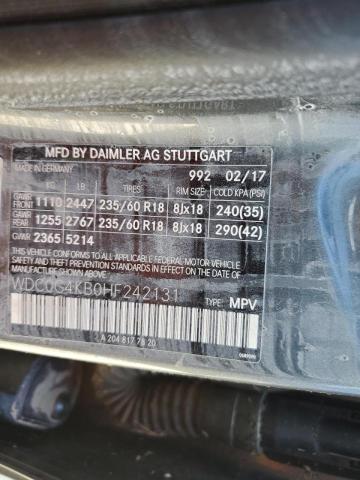 MFD BY DAIMLER AG STUTTGART
MADE IN GERMANY 992 02/17
KG LB TIRES RIM SIZE COLD KPA(PSI)
GAWR FRONT 1110 2447 235/60 R18 8Jx18 240(35)
GAWR REAR 1255 2767 235/60 R18 8Jx18 290(42)
GVWR 2365 5214
THIS VEHICLE CONFORMS TO ALL APPLICABLE U.S. FEDERAL MOTOR VEHICLE
SAFETY AND THEFT PREVENTION STANDARDS IN EFFECT ON THE DATE OF
MANUFACTURE SHOWN ABOVE.
WDC0G4KB0HF242131
TYPE: MPV
A 204 817 78 20